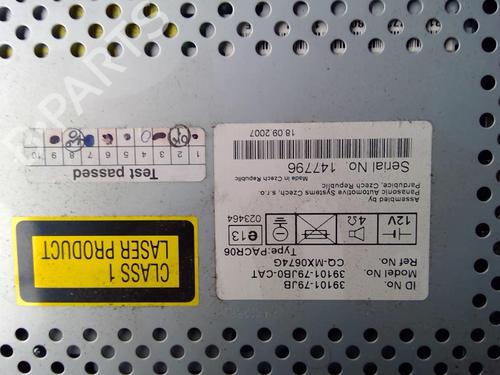 ID No. 39101-79JB
Model No. 39101-79JB0-CAT
Ref No. CQ-MX0674G
Type:PACR06
12V
4Ω
e13
023464
Assembled by
Panasonic Automotive Systems Czech, s.r.o.
Pardubice, Czech Republic
Made in Czech Republic
Serial No. 147796
18.09.2007
CLASS 1
LASER PRODUCT
Test passed
1 2 3 4 5 6 7 8 9 10
B-PARTS